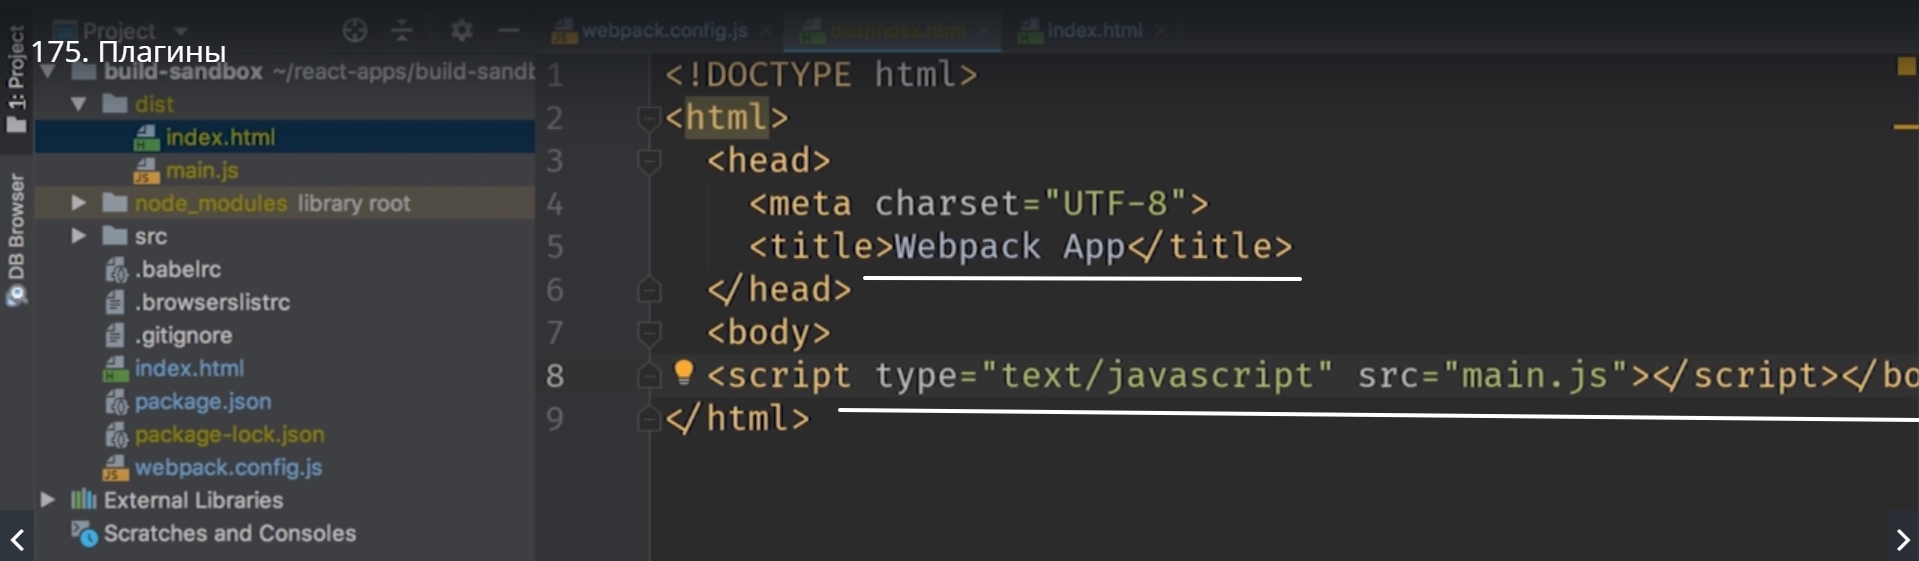 175. Плагины
1: Project
DB Browser
Project
build-sandbox ~/react-apps/build-sandb
dist
index.html
main.js
node_modules library root
src
.babelrc
.browserslistrc
.gitignore
index.html
package.json
package-lock.json
webpack.config.js
External Libraries
Scratches and Consoles
webpack.config.js
dist/index.html
index.html
1 <!DOCTYPE html>
2 <html>
3 <head>
4 <meta charset="UTF-8">
5 <title>Webpack App</title>
6 </head>
7 <body>
8 <script type="text/javascript" src="main.js"></script></bo
9 </html>